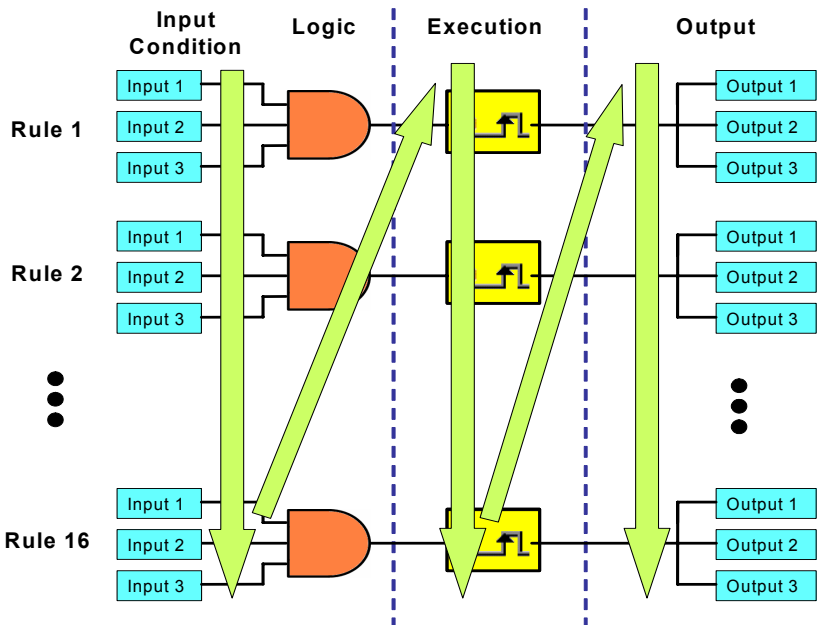 Input Condition
Logic
Execution
Output
Rule 1
Input 1
Input 2
Input 3
Output 1
Output 2
Output 3
Rule 2
Input 1
Input 2
Input 3
Output 1
Output 2
Output 3
Rule 16
Input 1
Input 2
Input 3
Output 1
Output 2
Output 3